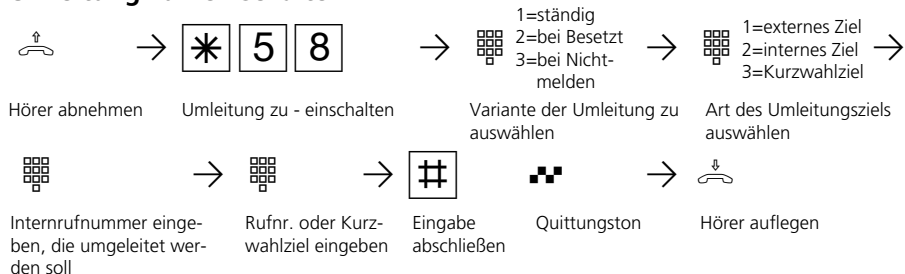 1=ständig
2=bei Besetzt
3=bei Nicht-
melden
1=externes Ziel
2=internes Ziel
3=Kurzwahlziel
* 5 8
Hörer abnehmen
Umleitung zu - einschalten
Variante der Umleitung zu
auswählen
Art des Umleitungsziels
auswählen
#
Internrufnummer einge-
ben, die umgeleitet wer-
den soll
Rufnr. oder Kurz-
wahlziel eingeben
Eingabe
abschließen
Quittungston
Hörer auflegen